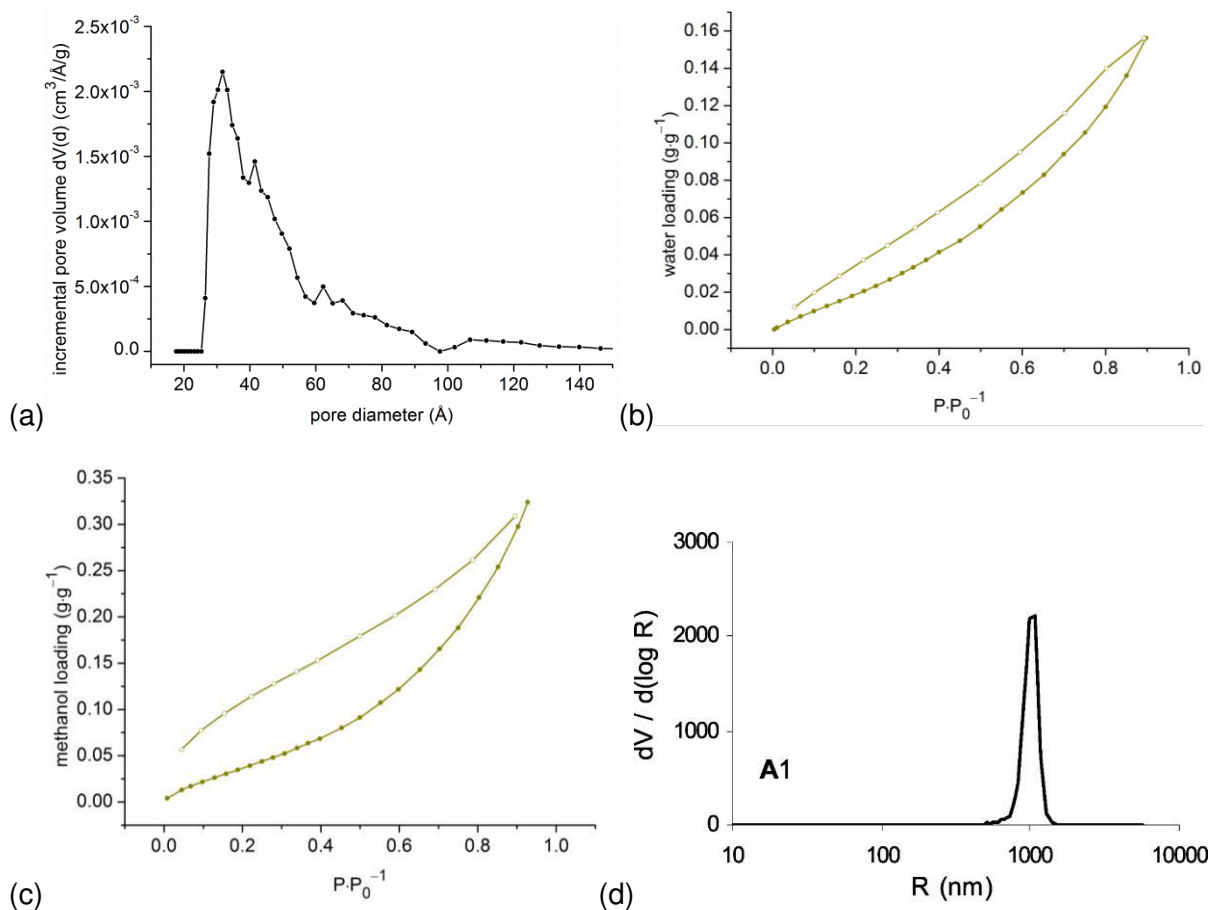 2.5x10⁻³
2.0x10⁻³
1.5x10⁻³
1.0x10⁻³
5.0x10⁻⁴
0.0
incremental pore volume dV(d) (cm³/Å/g)
20 40 60 80 100 120 140
pore diameter (Å)
(a)
0.16
0.14
0.12
0.10
0.08
0.06
0.04
0.02
0.00
water loading (g·g⁻¹)
0.0 0.2 0.4 0.6 0.8 1.0
P·P₀⁻¹
(b)
0.35
0.30
0.25
0.20
0.15
0.10
0.05
0.00
methanol loading (g·g⁻¹)
0.0 0.2 0.4 0.6 0.8 1.0
P·P₀⁻¹
(c)
3000
2000
1000
0
dV / d(log R)
A1
10 100 1000 10000
R (nm)
(d)